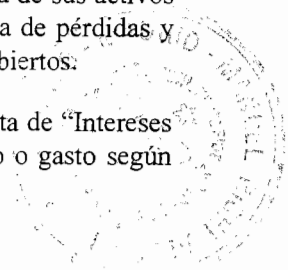 a de sus activos
a de pérdidas y
biertos.
ta de “Intereses
o o gasto según